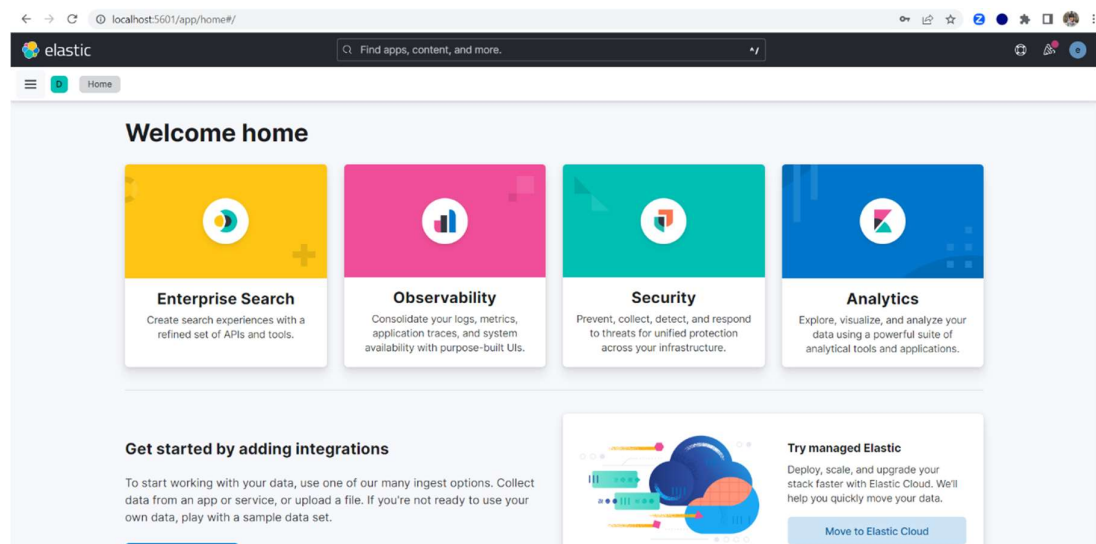 localhost:5601/app/home#/
elastic
Find apps, content, and more.
^/
e
D
Home
Welcome home
Enterprise Search
Create search experiences with a
refined set of APIs and tools.
Observability
Consolidate your logs, metrics,
application traces, and system
availability with purpose-built UIs.
Security
Prevent, collect, detect, and respond
to threats for unified protection
across your infrastructure.
Analytics
Explore, visualize, and analyze your
data using a powerful suite of
analytical tools and applications.
Get started by adding integrations
To start working with your data, use one of our many ingest options. Collect
data from an app or service, or upload a file. If you're not ready to use your
own data, play with a sample data set.
Try managed Elastic
Deploy, scale, and upgrade your
stack faster with Elastic Cloud. We'll
help you quickly move your data.
Move to Elastic Cloud